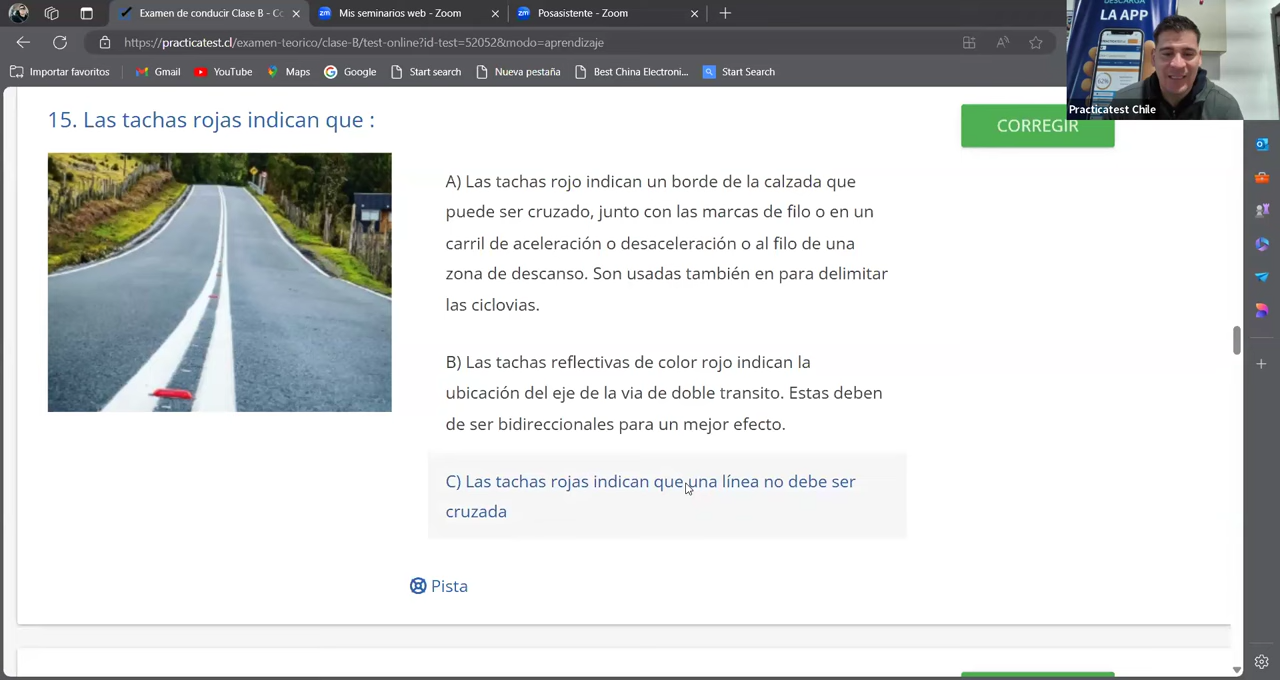 Examen de conducir Clase B - Cc
Mis seminarios web - Zoom
Posasistente - Zoom
https://practicatest.cl/examen-teorico/clase-B/test-online?id-test=52052&modo=aprendizaje
Importar favoritos
Gmail
YouTube
Maps
Google
Start search
Nueva pestaña
Best China Electroni...
Start Search
DESCARGA
LA APP
Practicatest Chile
15. Las tachas rojas indican que :
CORREGIR
A) Las tachas rojo indican un borde de la calzada que
puede ser cruzado, junto con las marcas de filo o en un
carril de aceleración o desaceleración o al filo de una
zona de descanso. Son usadas también en para delimitar
las ciclovias.
B) Las tachas reflectivas de color rojo indican la
ubicación del eje de la via de doble transito. Estas deben
de ser bidireccionales para un mejor efecto.
C) Las tachas rojas indican que una línea no debe ser
cruzada
Pista